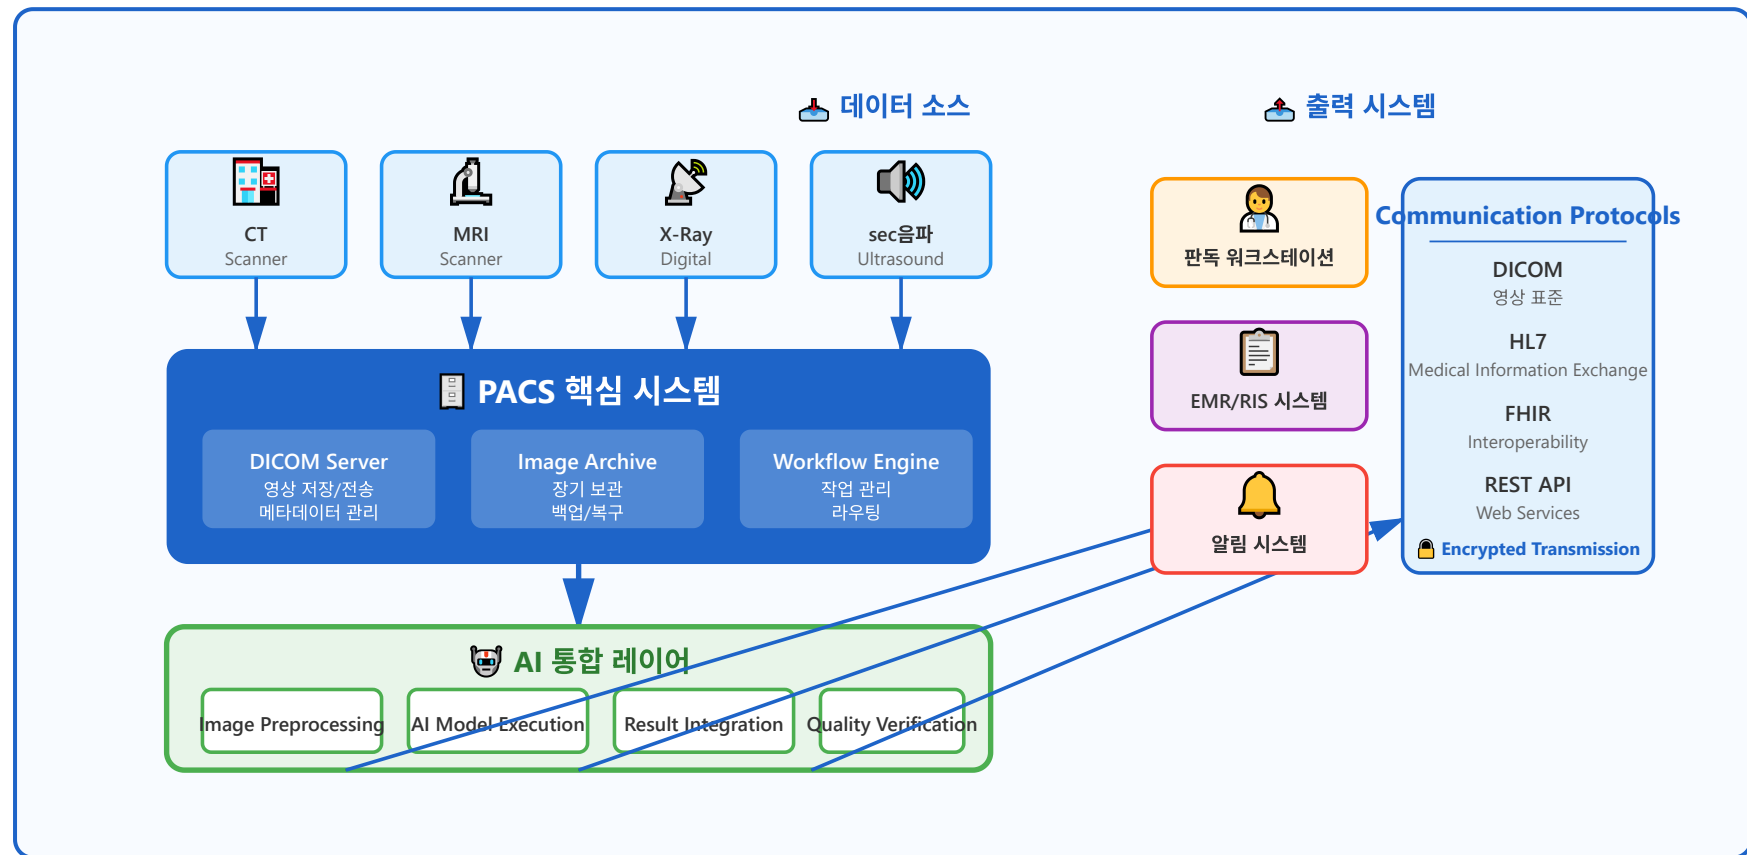 데이터 소스
출력 시스템
CT
Scanner
MRI
Scanner
X-Ray
Digital
sec음파
Ultrasound
PACS 핵심 시스템
DICOM Server
영상 저장/전송
메타데이터 관리
Image Archive
장기 보관
백업/복구
Workflow Engine
작업 관리
라우팅
AI 통합 레이어
Image Preprocessing
AI Model Execution
Result Integration
Quality Verification
판독 워크스테이션
EMR/RIS 시스템
알림 시스템
Communication Protocols
DICOM
영상 표준
HL7
Medical Information Exchange
FHIR
Interoperability
REST API
Web Services
Encrypted Transmission